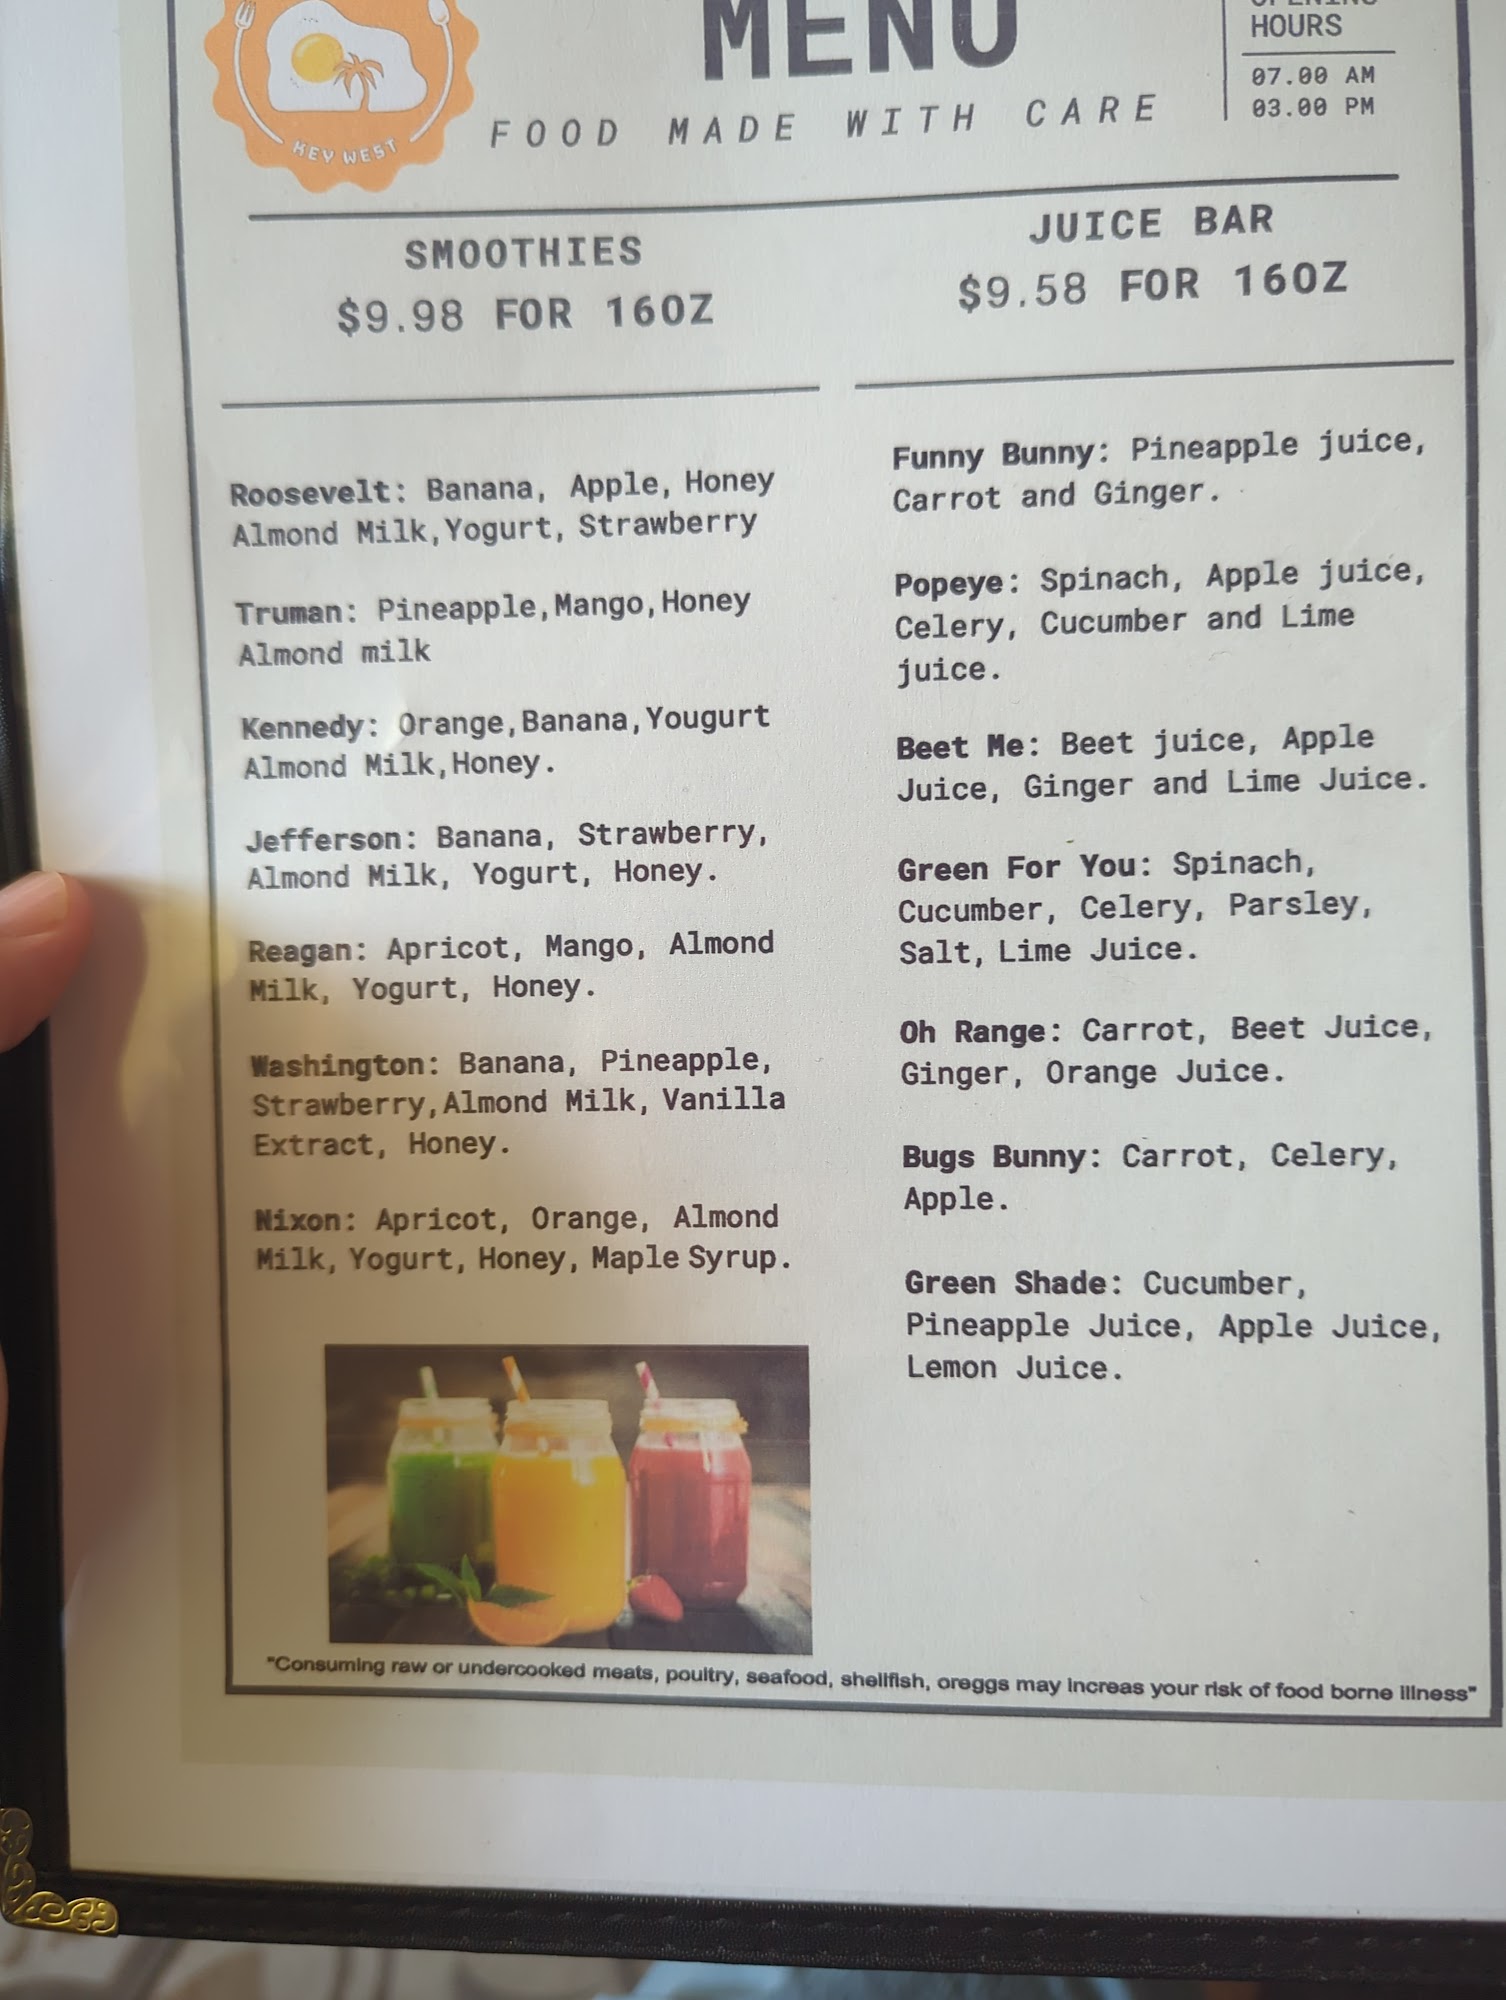 MENU
FOOD MADE WITH CARE
KEY WEST
OPENING
HOURS
07.00 AM
03.00 PM
SMOOTHIES
$9.98 FOR 16OZ
Roosevelt: Banana, Apple, Honey
Almond Milk,Yogurt, Strawberry
Truman: Pineapple,Mango,Honey
Almond milk
Kennedy: Orange,Banana,Yougurt
Almond Milk,Honey.
Jefferson: Banana, Strawberry,
Almond Milk, Yogurt, Honey.
Reagan: Apricot, Mango, Almond
Milk, Yogurt, Honey.
Washington: Banana, Pineapple,
Strawberry,Almond Milk, Vanilla
Extract, Honey.
Nixon: Apricot, Orange, Almond
Milk, Yogurt, Honey, Maple Syrup.
JUICE BAR
$9.58 FOR 16OZ
Funny Bunny: Pineapple juice,
Carrot and Ginger.
Popeye: Spinach, Apple juice,
Celery, Cucumber and Lime
juice.
Beet Me: Beet juice, Apple
Juice, Ginger and Lime Juice.
Green For You: Spinach,
Cucumber, Celery, Parsley,
Salt, Lime Juice.
Oh Range: Carrot, Beet Juice,
Ginger, Orange Juice.
Bugs Bunny: Carrot, Celery,
Apple.
Green Shade: Cucumber,
Pineapple Juice, Apple Juice,
Lemon Juice.
"Consuming raw or undercooked meats, poultry, seafood, shellfish, oreggs may increas your risk of food borne illness"